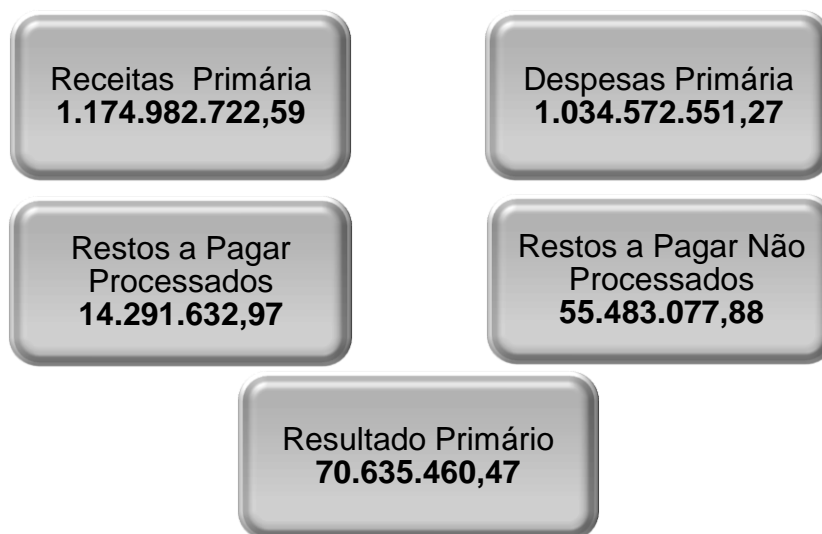 Receitas Primária
1.174.982.722,59
Despesas Primária
1.034.572.551,27
Restos a Pagar
Processados
14.291.632,97
Restos a Pagar Não
Processados
55.483.077,88
Resultado Primário
70.635.460,47